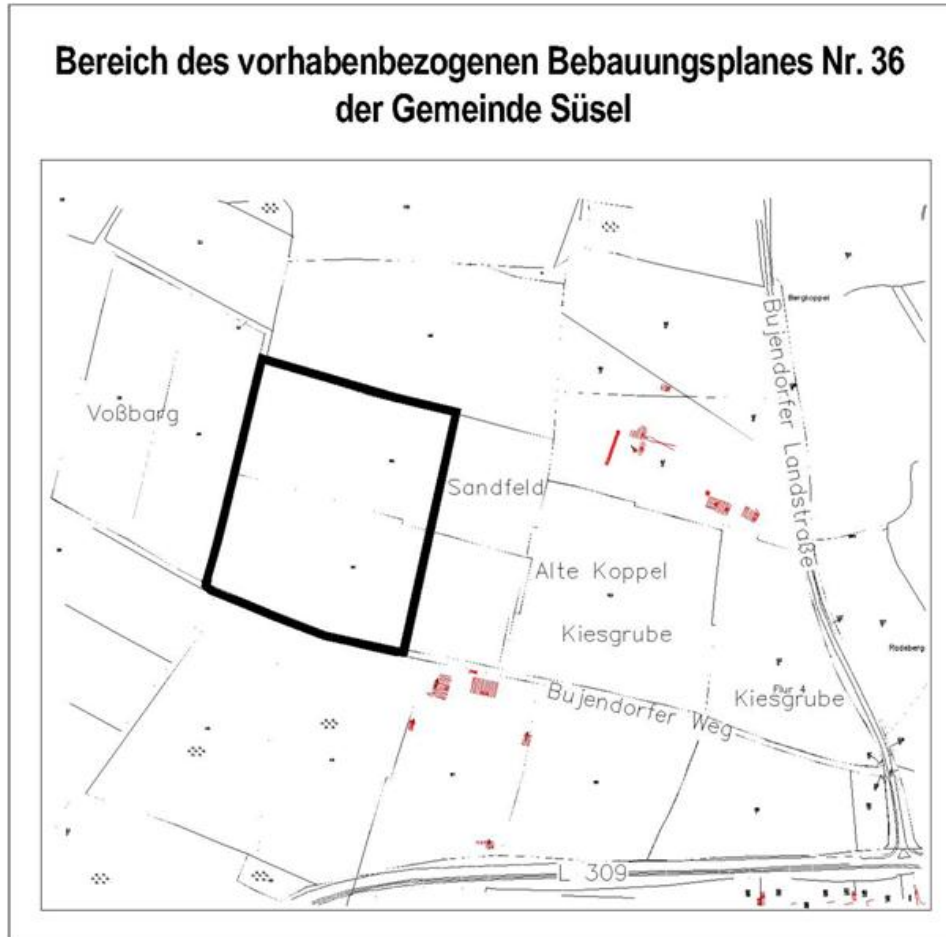 Bereich des vorhabenbezogenen Bebauungsplanes Nr. 36
der Gemeinde Süsel
Bergkoppel
Bujendorfer Landstraße
Voßbarg
Sandfeld
Alte Koppel
Kiesgrube
Radeberg
Flur 4
Kiesgrube
Bujendorfer Weg
L 309